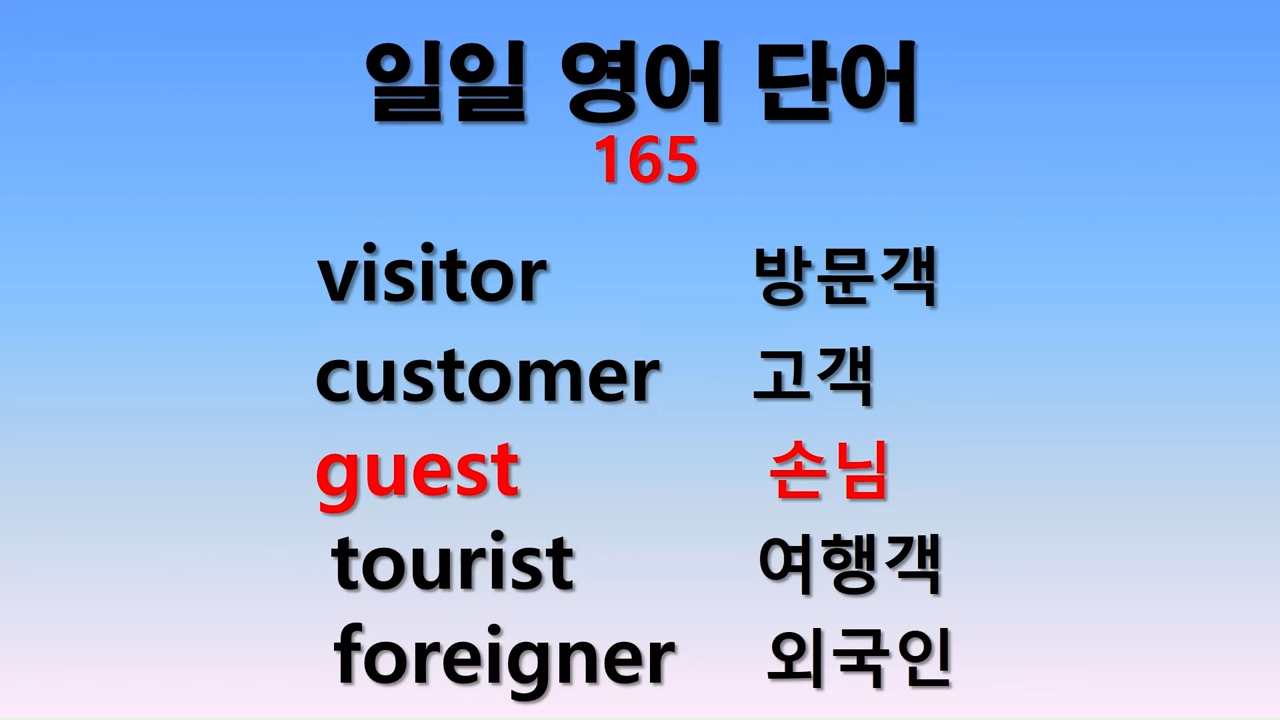 일일 영어 단어
165
visitor 방문객
customer 고객
guest 손님
tourist 여행객
foreigner 외국인